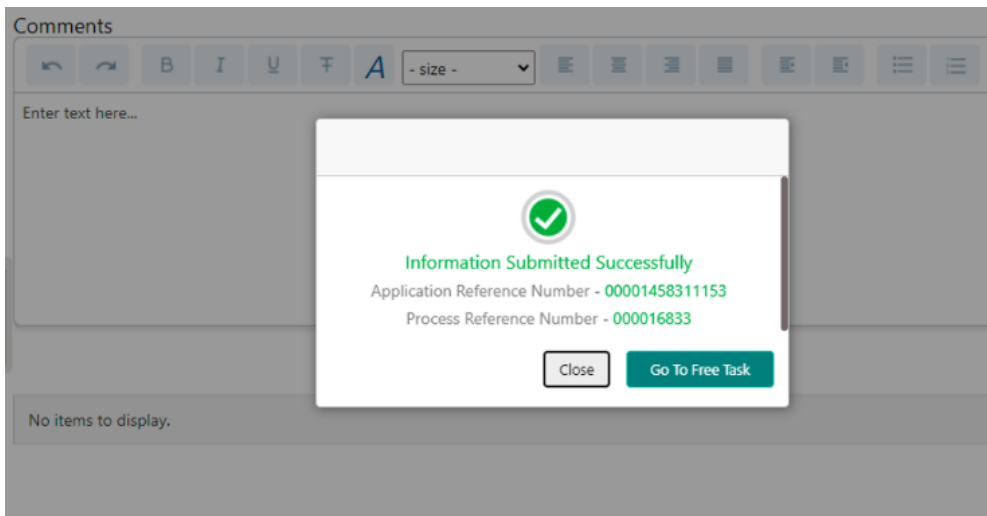 Comments
B I U T A - size -
Enter text here...
Information Submitted Successfully
Application Reference Number - 00001458311153
Process Reference Number - 000016833
Close Go To Free Task
No items to display.